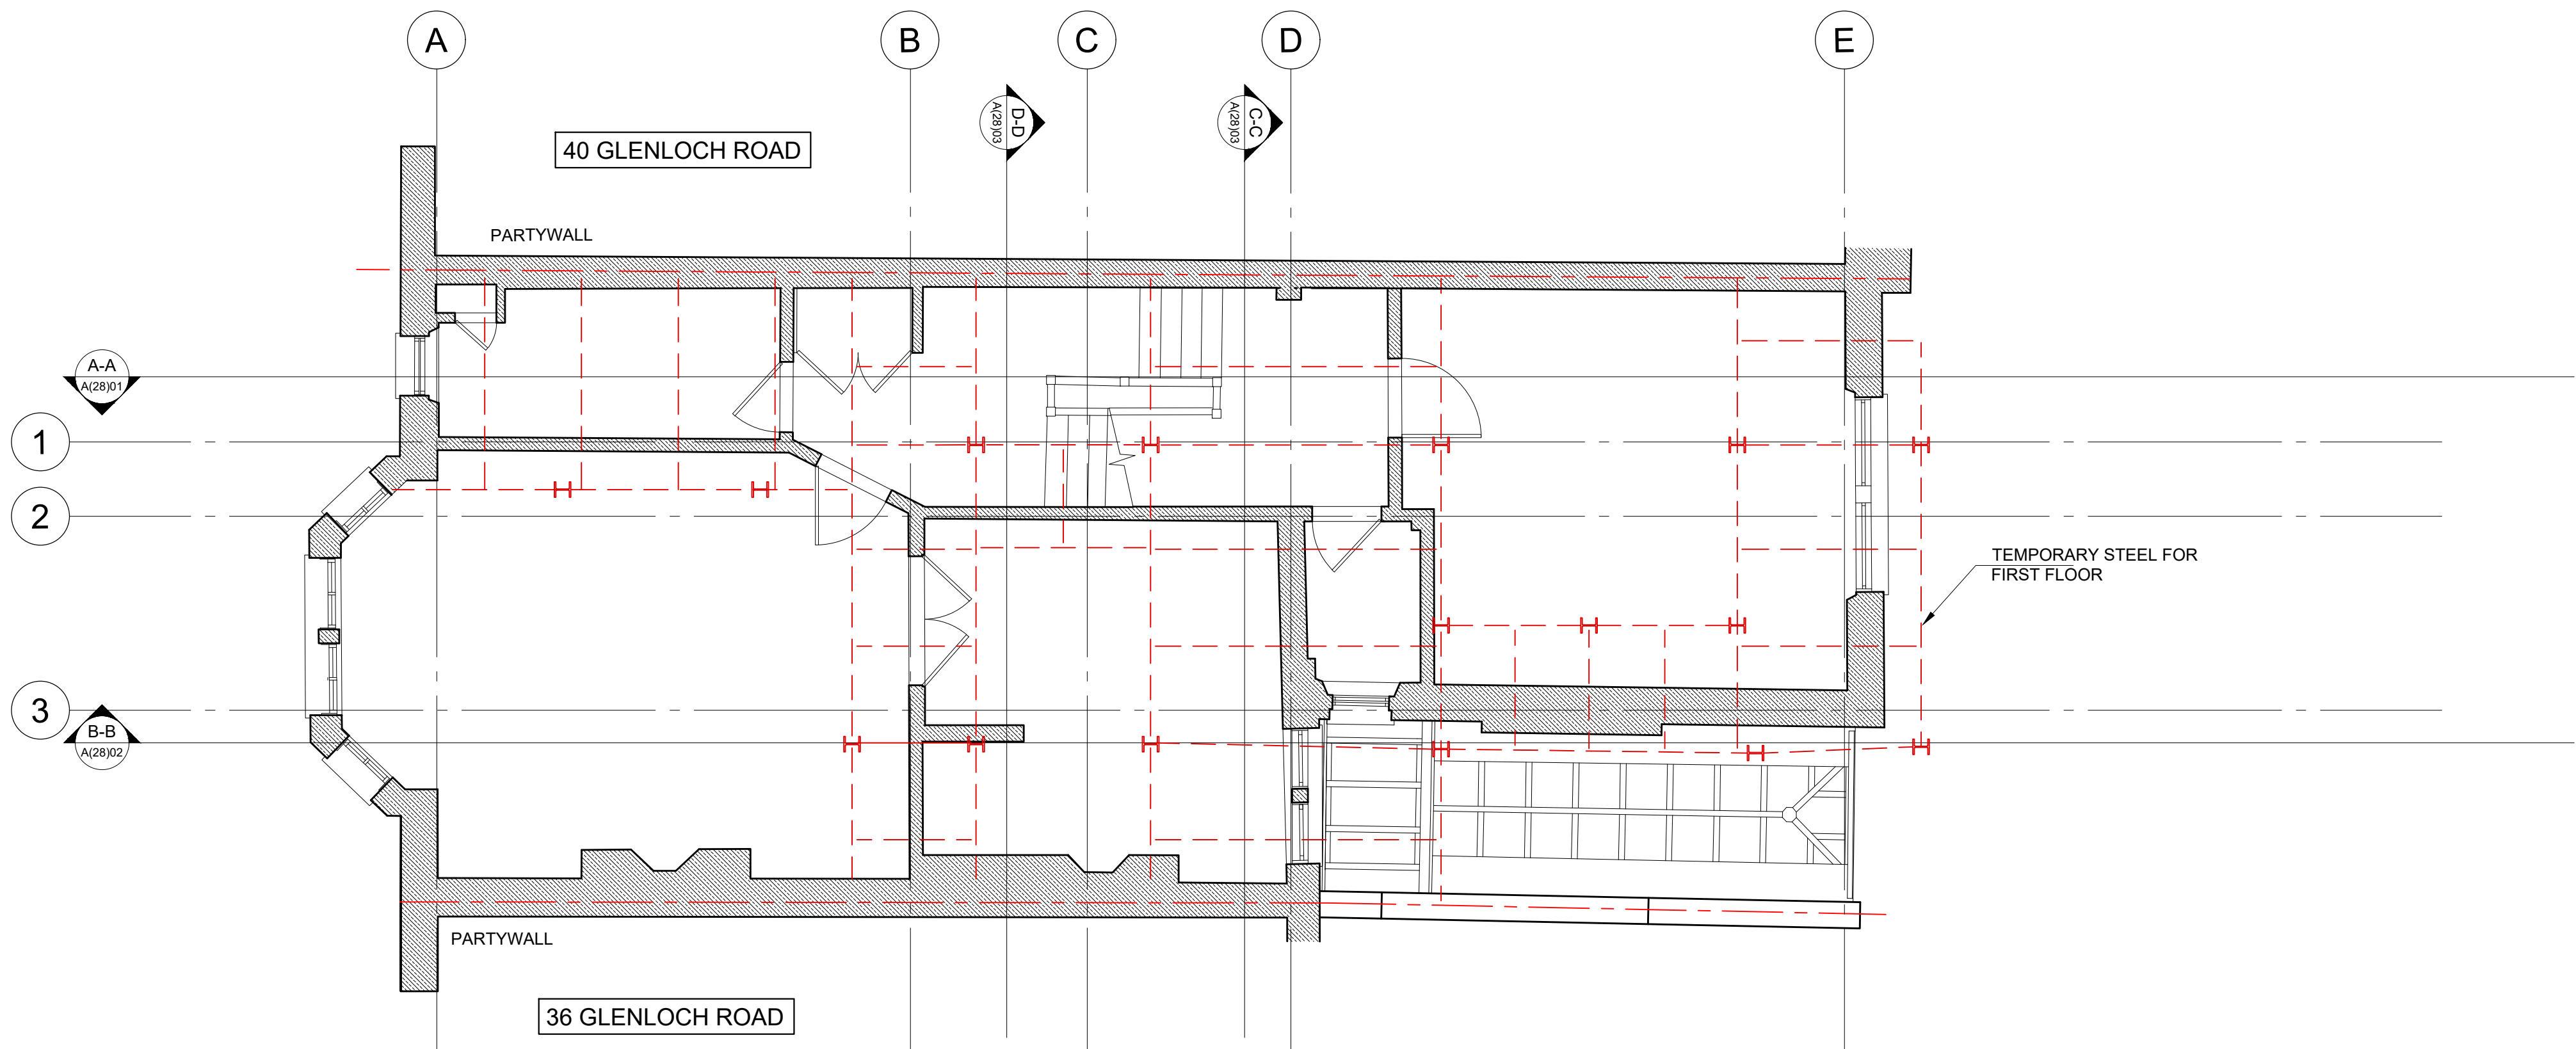 A
B
C
D
E
D-D
A(28)03
C-C
A(28)03
40 GLENLOCH ROAD
PARTYWALL
A-A
A(28)01
1
2
TEMPORARY STEEL FOR
FIRST FLOOR
3
B-B
A(28)02
PARTYWALL
36 GLENLOCH ROAD